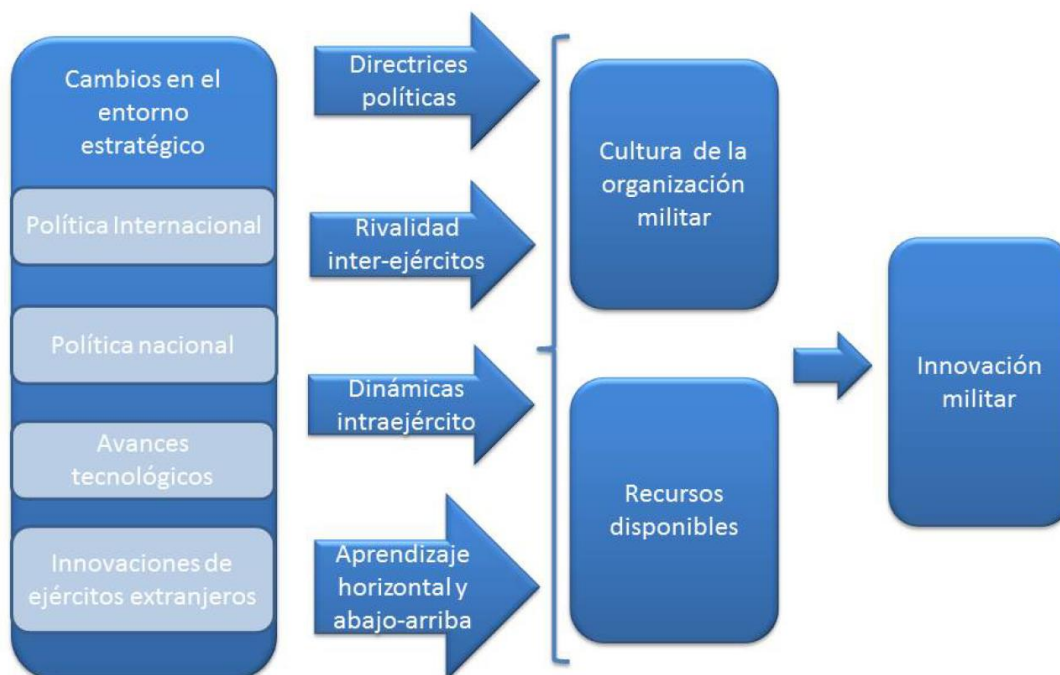 Cambios en el
entorno
estratégico
Política Internacional
Política nacional
Avances
tecnológicos
Innovaciones de
ejércitos extranjeros
Directrices
políticas
Rivalidad
inter-ejércitos
Dinámicas
intraejército
Aprendizaje
horizontal y
abajo-arriba
Cultura de la
organización
militar
Recursos
disponibles
Innovación
militar